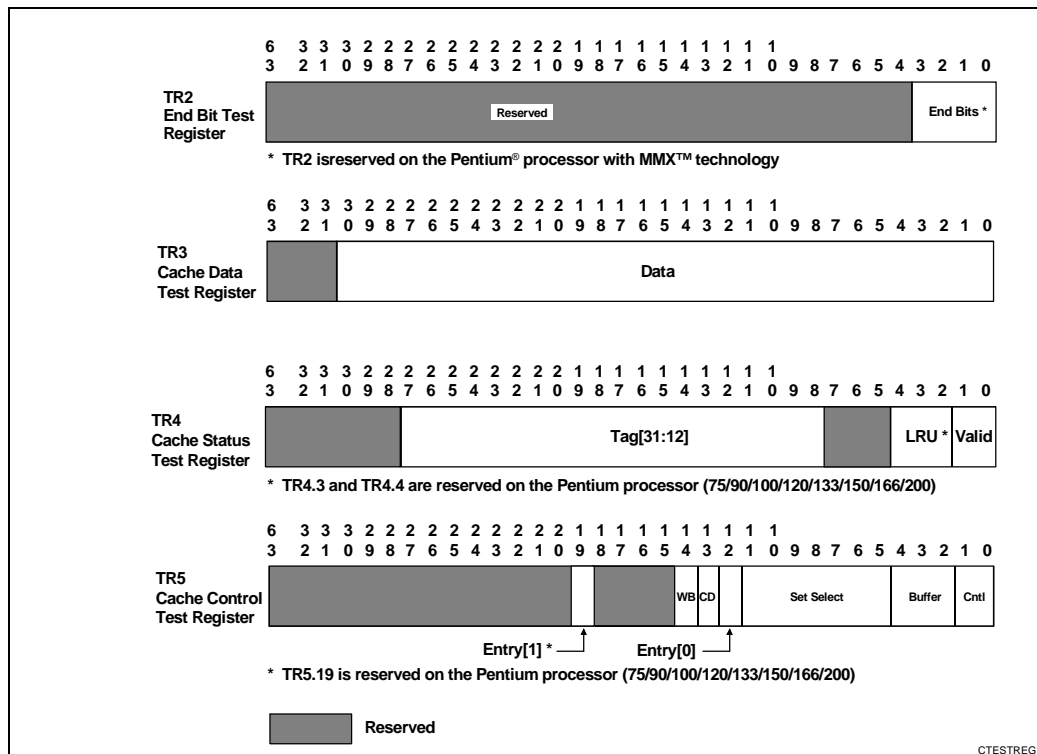 6 3 3 3 2 2 2 2 2 2 2 2 2 2 1 1 1 1 1 1 1 1 1 1
3 2 1 0 9 8 7 6 5 4 3 2 1 0 9 8 7 6 5 4 3 2 1 0 9 8 7 6 5 4 3 2 1 0
TR2
End Bit Test
Register
Reserved
End Bits *
* TR2 isreserved on the Pentium® processor with MMX™ technology
6 3 3 3 2 2 2 2 2 2 2 2 2 2 1 1 1 1 1 1 1 1 1 1
3 2 1 0 9 8 7 6 5 4 3 2 1 0 9 8 7 6 5 4 3 2 1 0 9 8 7 6 5 4 3 2 1 0
TR3
Cache Data
Test Register
Data
6 3 3 3 2 2 2 2 2 2 2 2 2 2 1 1 1 1 1 1 1 1 1 1
3 2 1 0 9 8 7 6 5 4 3 2 1 0 9 8 7 6 5 4 3 2 1 0 9 8 7 6 5 4 3 2 1 0
TR4
Cache Status
Test Register
Tag[31:12]
LRU *
Valid
* TR4.3 and TR4.4 are reserved on the Pentium processor (75/90/100/120/133/150/166/200)
6 3 3 3 2 2 2 2 2 2 2 2 2 2 1 1 1 1 1 1 1 1 1 1
3 2 1 0 9 8 7 6 5 4 3 2 1 0 9 8 7 6 5 4 3 2 1 0 9 8 7 6 5 4 3 2 1 0
TR5
Cache Control
Test Register
WB
CD
Set Select
Buffer
Cntl
Entry[1] *
Entry[0]
* TR5.19 is reserved on the Pentium processor (75/90/100/120/133/150/166/200)
Reserved
CTESTREG